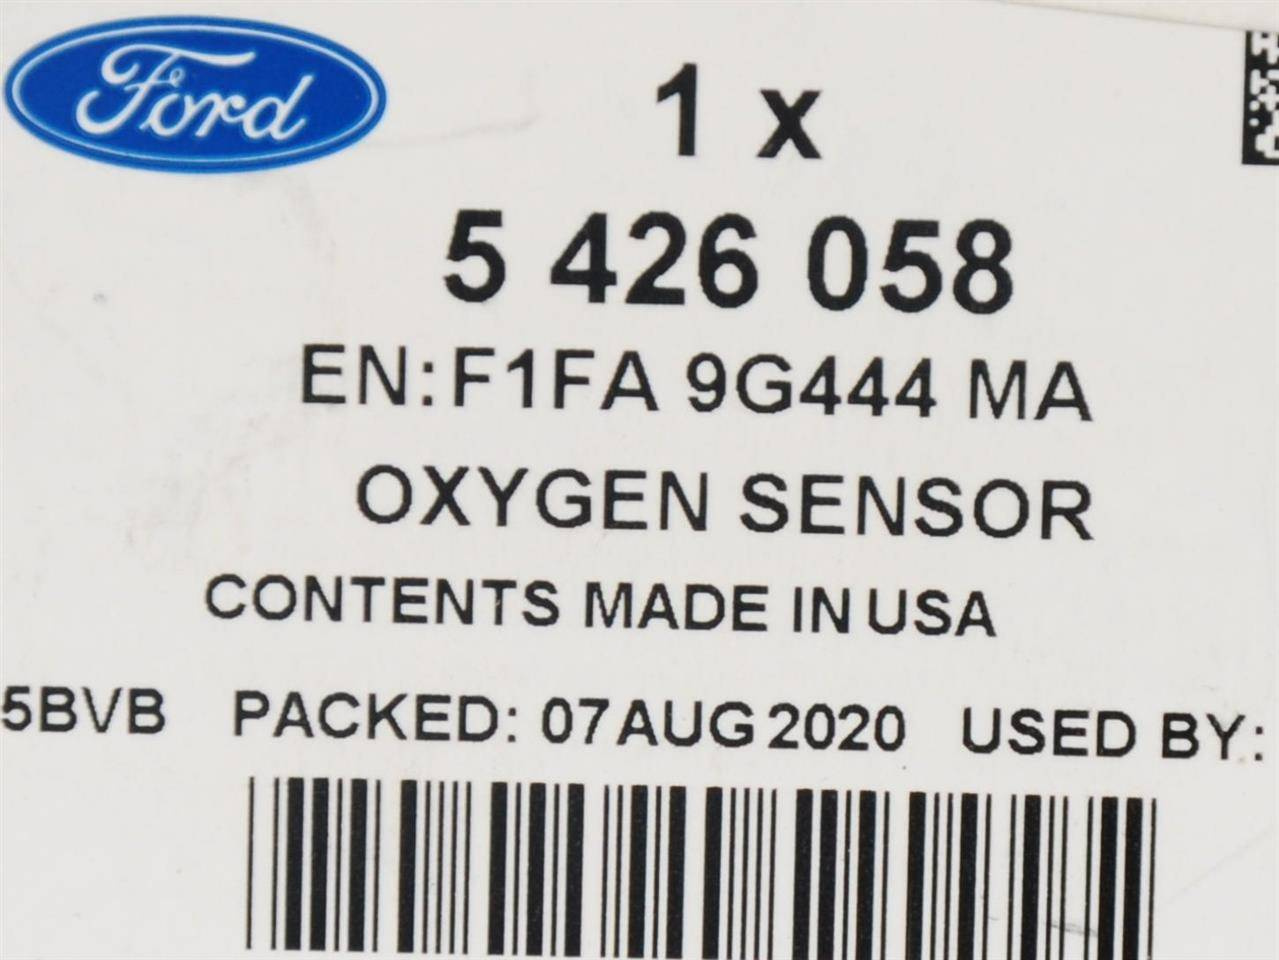 Ford
1 x
5 426 058
EN: F1FA 9G444 MA
OXYGEN SENSOR
CONTENTS MADE IN USA
5BVB PACKED: 07 AUG 2020 USED BY: